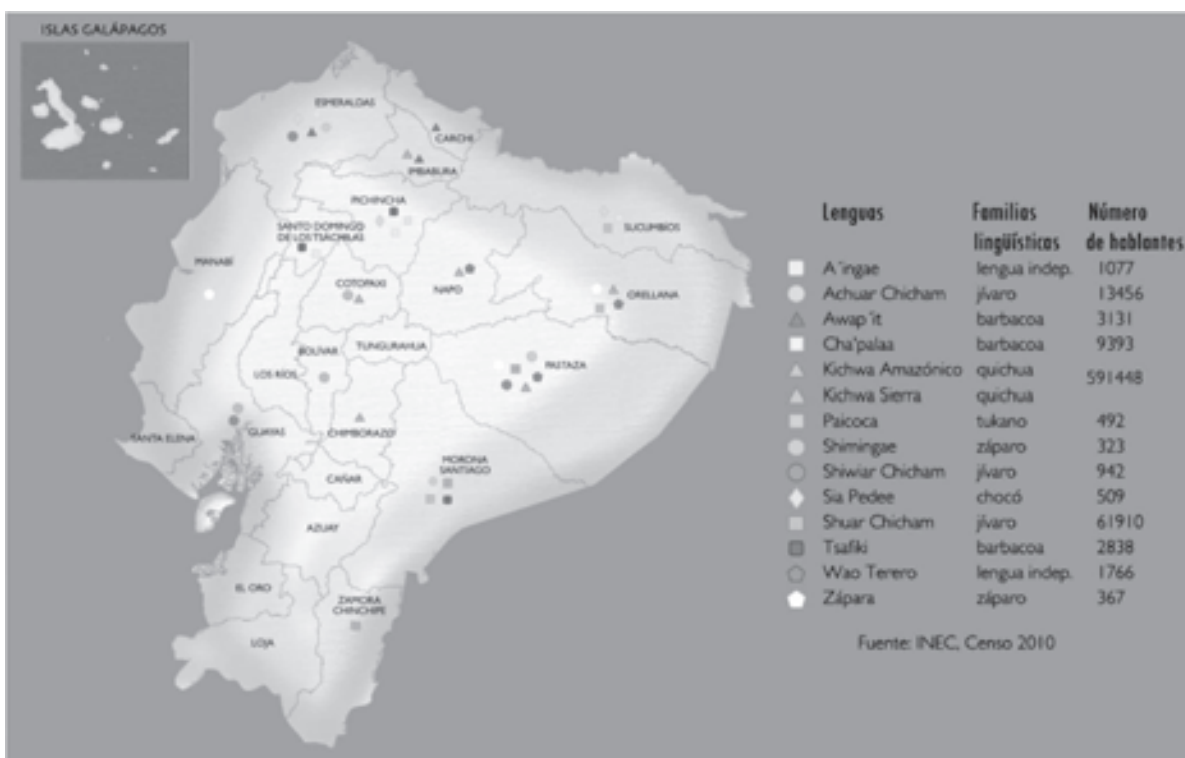 ISLAS GALÁPAGOS
ESMERALDAS
CARCHI
IMBABURA
PICHINCHA
SANTO DOMINGO
DE LOS TSÁCHILAS
SUCUMBÍOS
MANABÍ
COTOPAXI
NAPO
ORELLANA
BOLÍVAR
TUNGURAHUA
PASTAZA
LOS RÍOS
SANTA ELENA
GUAYAS
CHIMBORAZO
MORONA
SANTIAGO
CAÑAR
AZUAY
EL ORO
ZAMORA
CHINCHIPE
LOJA
Lenguas Familias lingüísticas Número de hablantes
A'ingae lengua indep. 1077
Achuar Chicham jívaro 13456
Awap'it barbacoa 3131
Cha'palaa barbacoa 9393
Kichwa Amazónico quichua 591448
Kichwa Sierra quichua
Paicoca tukano 492
Shimingae záparo 323
Shiwiar Chicham jívaro 942
Sia Pedee chocó 509
Shuar Chicham jívaro 61910
Tsafiki barbacoa 2838
Wao Terero lengua indep. 1766
Zápara záparo 367
Fuente: INEC, Censo 2010